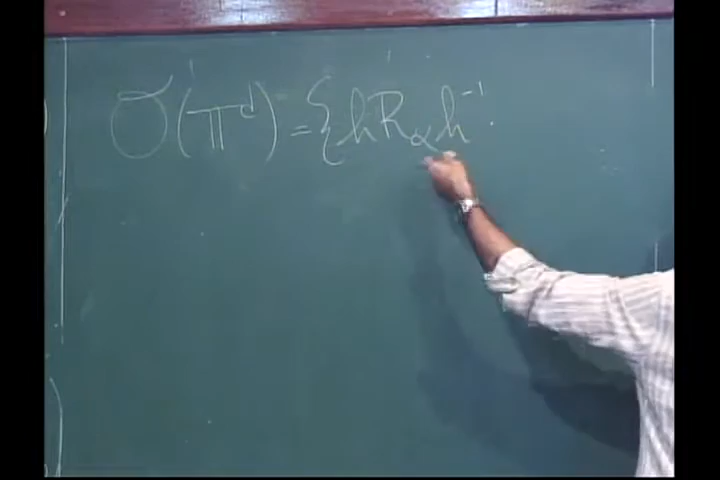 O(𝕋^d) = {h R_α h^{-1} :